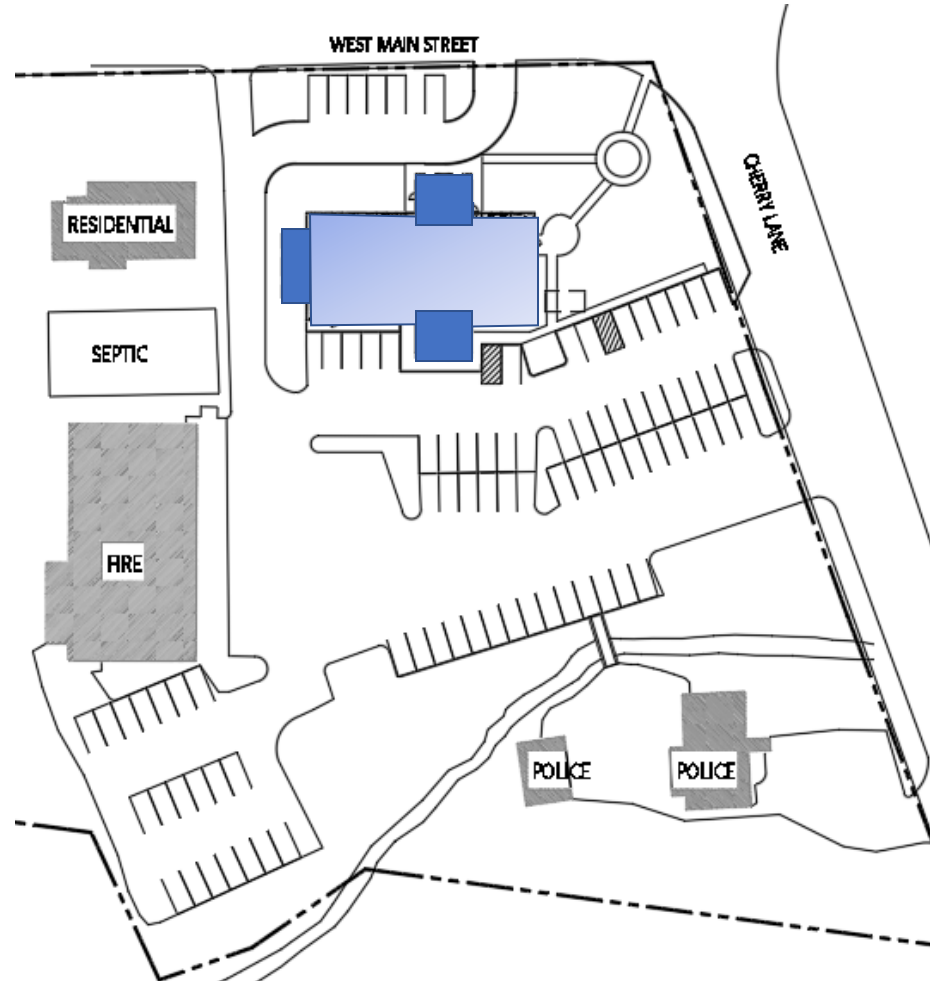 WEST MAIN STREET
CHERRY LANE
RESIDENTIAL
SEPTIC
FIRE
POLICE
POLICE